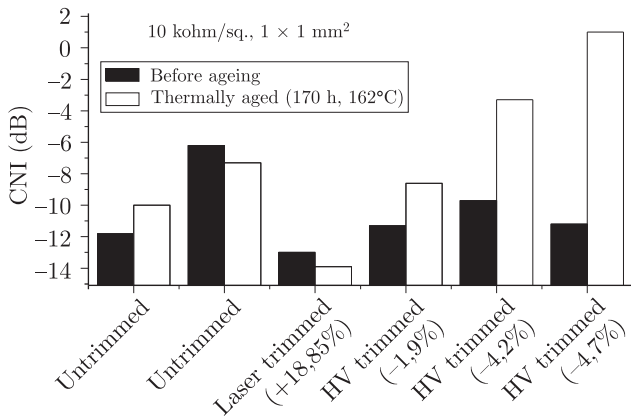 10 kohm/sq., 1 × 1 mm²
Before ageing
Thermally aged (170 h, 162°C)
CNI (dB)
2
0
–2
–4
–6
–8
–10
–12
–14
Untrimmed
Untrimmed
Laser trimmed
(+18,85%)
HV trimmed
(–1,9%)
HV trimmed
(–4,2%)
HV trimmed
(–4,7%)